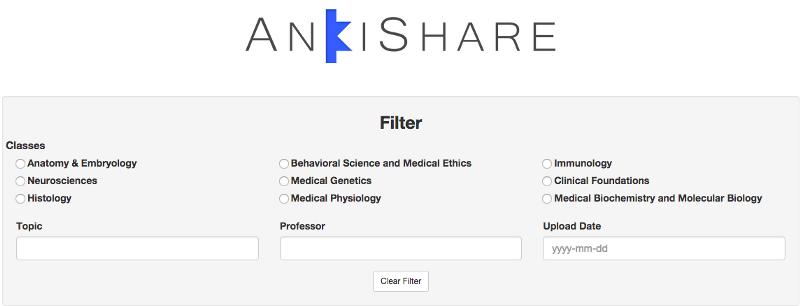 ANKISHARE
Filter
Classes
Anatomy & Embryology
Behavioral Science and Medical Ethics
Immunology
Neurosciences
Medical Genetics
Clinical Foundations
Histology
Medical Physiology
Medical Biochemistry and Molecular Biology
Topic
Professor
Upload Date
yyyy-mm-dd
Clear Filter